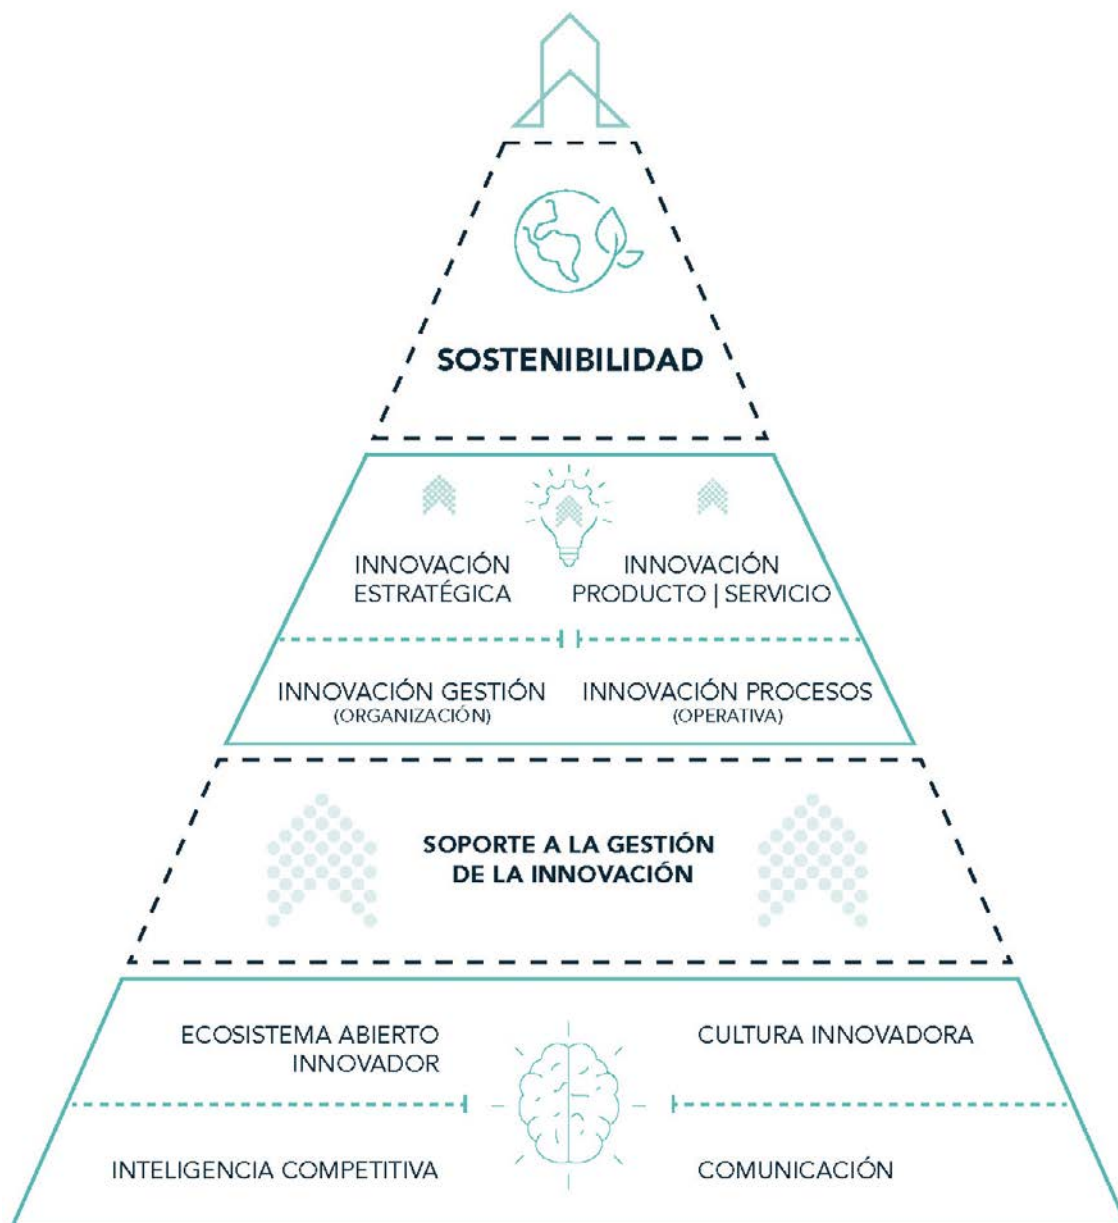 SOSTENIBILIDAD
INNOVACIÓN
ESTRATÉGICA
INNOVACIÓN
PRODUCTO | SERVICIO
INNOVACIÓN GESTIÓN
(ORGANIZACIÓN)
INNOVACIÓN PROCESOS
(OPERATIVA)
SOPORTE A LA GESTIÓN
DE LA INNOVACIÓN
ECOSISTEMA ABIERTO
INNOVADOR
CULTURA INNOVADORA
INTELIGENCIA COMPETITIVA
COMUNICACIÓN